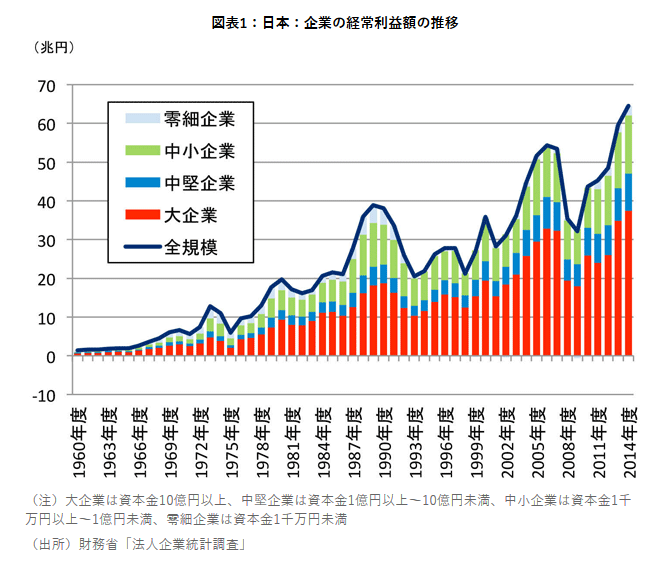 図表1：日本：企業の経常利益額の推移
（兆円）
70
60
50
40
30
20
10
0
-10
零細企業
中小企業
中堅企業
大企業
全規模
1960年度
1963年度
1966年度
1969年度
1972年度
1975年度
1978年度
1981年度
1984年度
1987年度
1990年度
1993年度
1996年度
1999年度
2002年度
2005年度
2008年度
2011年度
2014年度
（注）大企業は資本金10億円以上、中堅企業は資本金1億円以上～10億円未満、中小企業は資本金1千
万円以上～1億円未満、零細企業は資本金1千万円未満
（出所）財務省「法人企業統計調査」